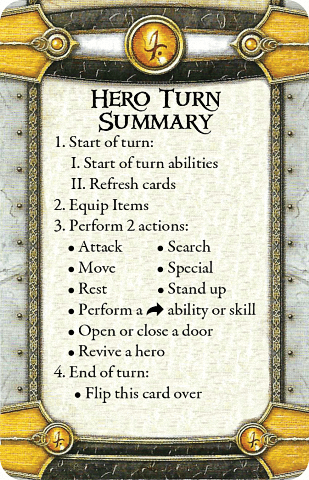 Hero Turn
Summary
1. Start of turn:
I. Start of turn abilities
II. Refresh cards
2. Equip Items
3. Perform 2 actions:
• Attack • Search
• Move • Special
• Rest • Stand up
• Perform a ability or skill
• Open or close a door
• Revive a hero
4. End of turn:
• Flip this card over